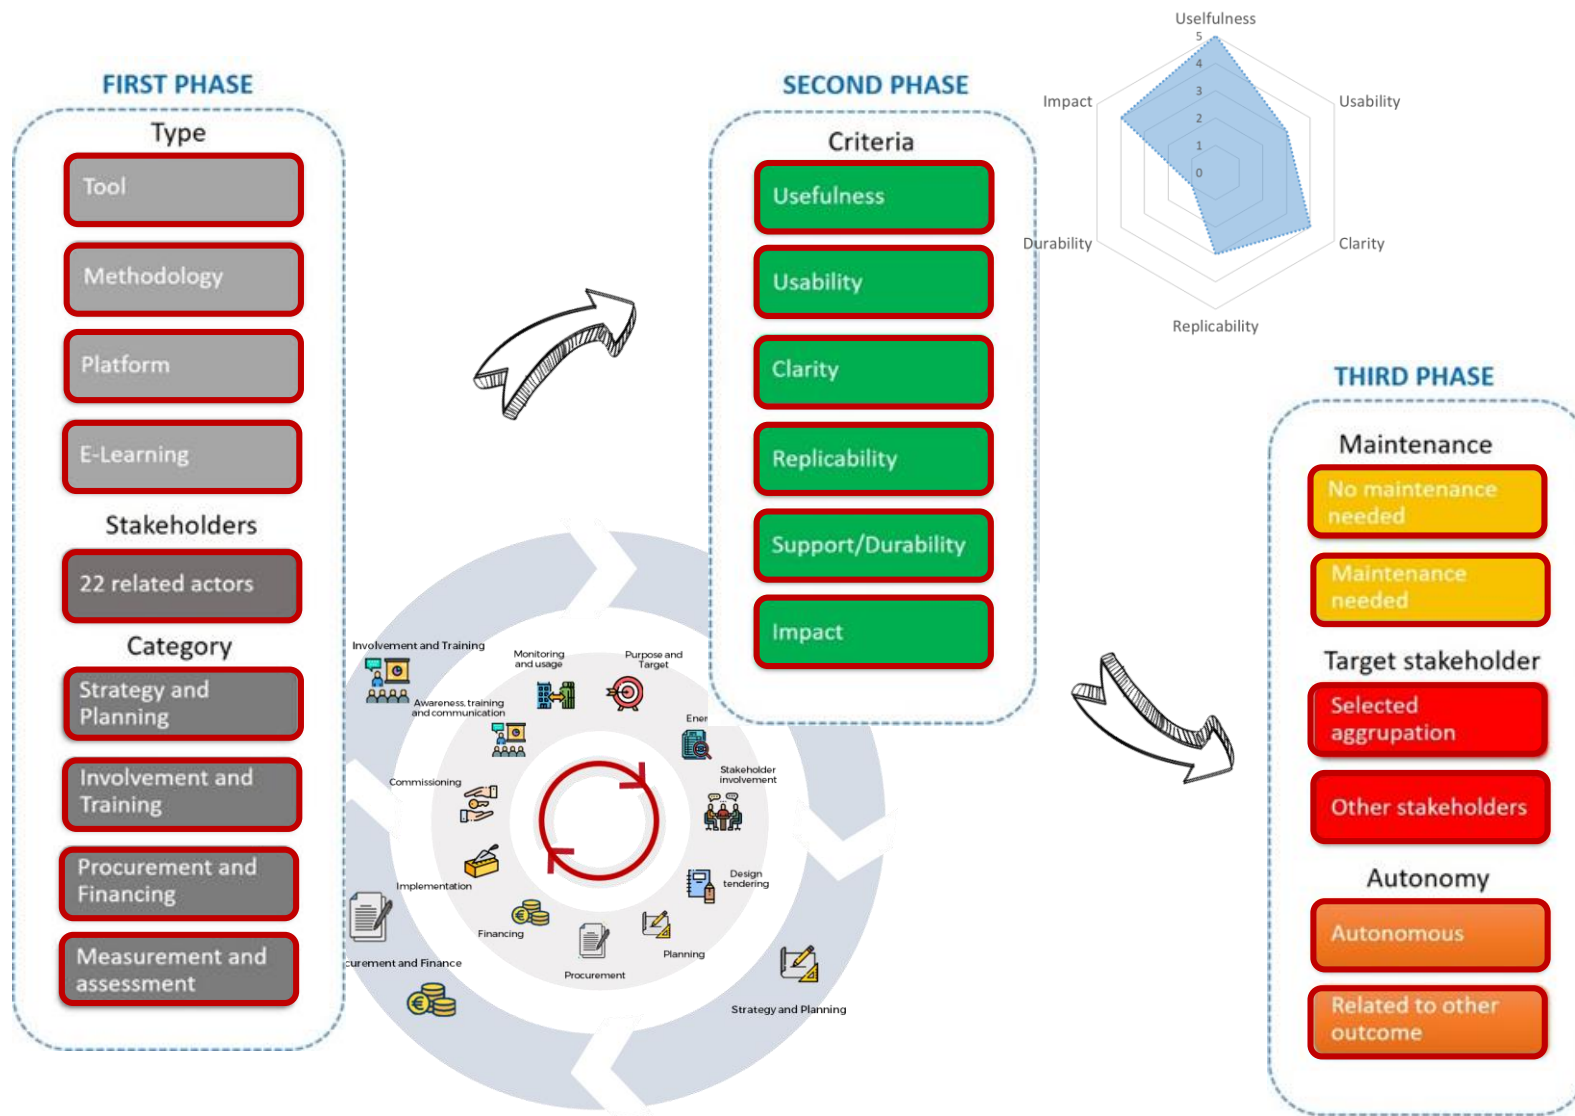 FIRST PHASE
Type
Tool
Methodology
Platform
E-Learning
Stakeholders
22 related actors
Category
Strategy and
Planning
Involvement and
Training
Procurement and
Financing
Measurement and
assessment
Involvement and Training
Monitoring
and usage
Purpose and
Target
Awareness, training
and communication
Ener
Stakeholder
involvement
Commissioning
Design
tendering
Implementation
Financing
Planning
Procurement
curement and Finance
Strategy and Planning
SECOND PHASE
Criteria
Usefulness
Usability
Clarity
Replicability
Support/Durability
Impact
Uselfulness
5
4
3
2
1
0
Impact
Usability
Durability
Clarity
Replicability
THIRD PHASE
Maintenance
No maintenance
needed
Maintenance
needed
Target stakeholder
Selected
aggrupation
Other stakeholders
Autonomy
Autonomous
Related to other
outcome